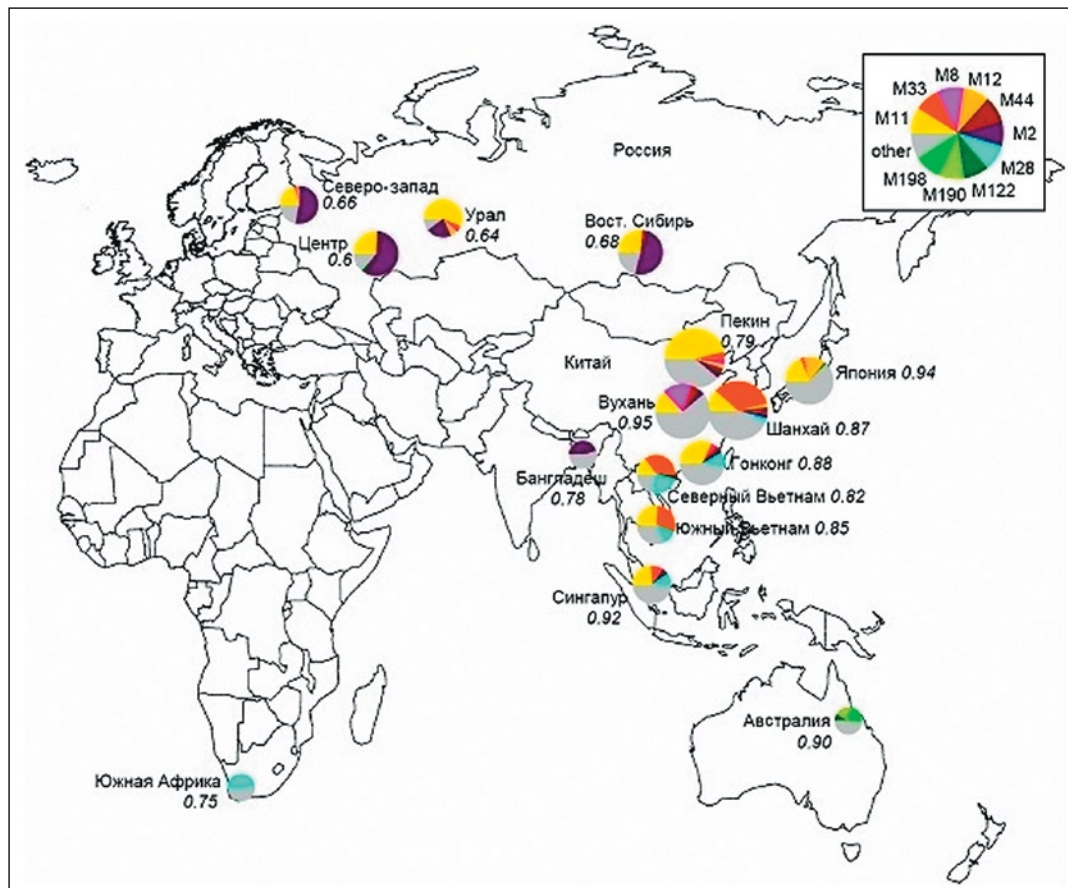 M8
M12
M33
M44
M11
M2
other
M28
M198
M122
M190
Россия
Северо-запад
0.66
Урал
0.64
Вост. Сибирь
0.68
Центр
0.6
Пекин
0.79
Китай
Япония 0.94
Вухань
0.95
Шанхай 0.87
Гонконг 0.88
Бангладеш
0.78
Северный Вьетнам 0.82
Южный Вьетнам 0.85
Сингапур
0.92
Австралия
0.90
Южная Африка
0.75